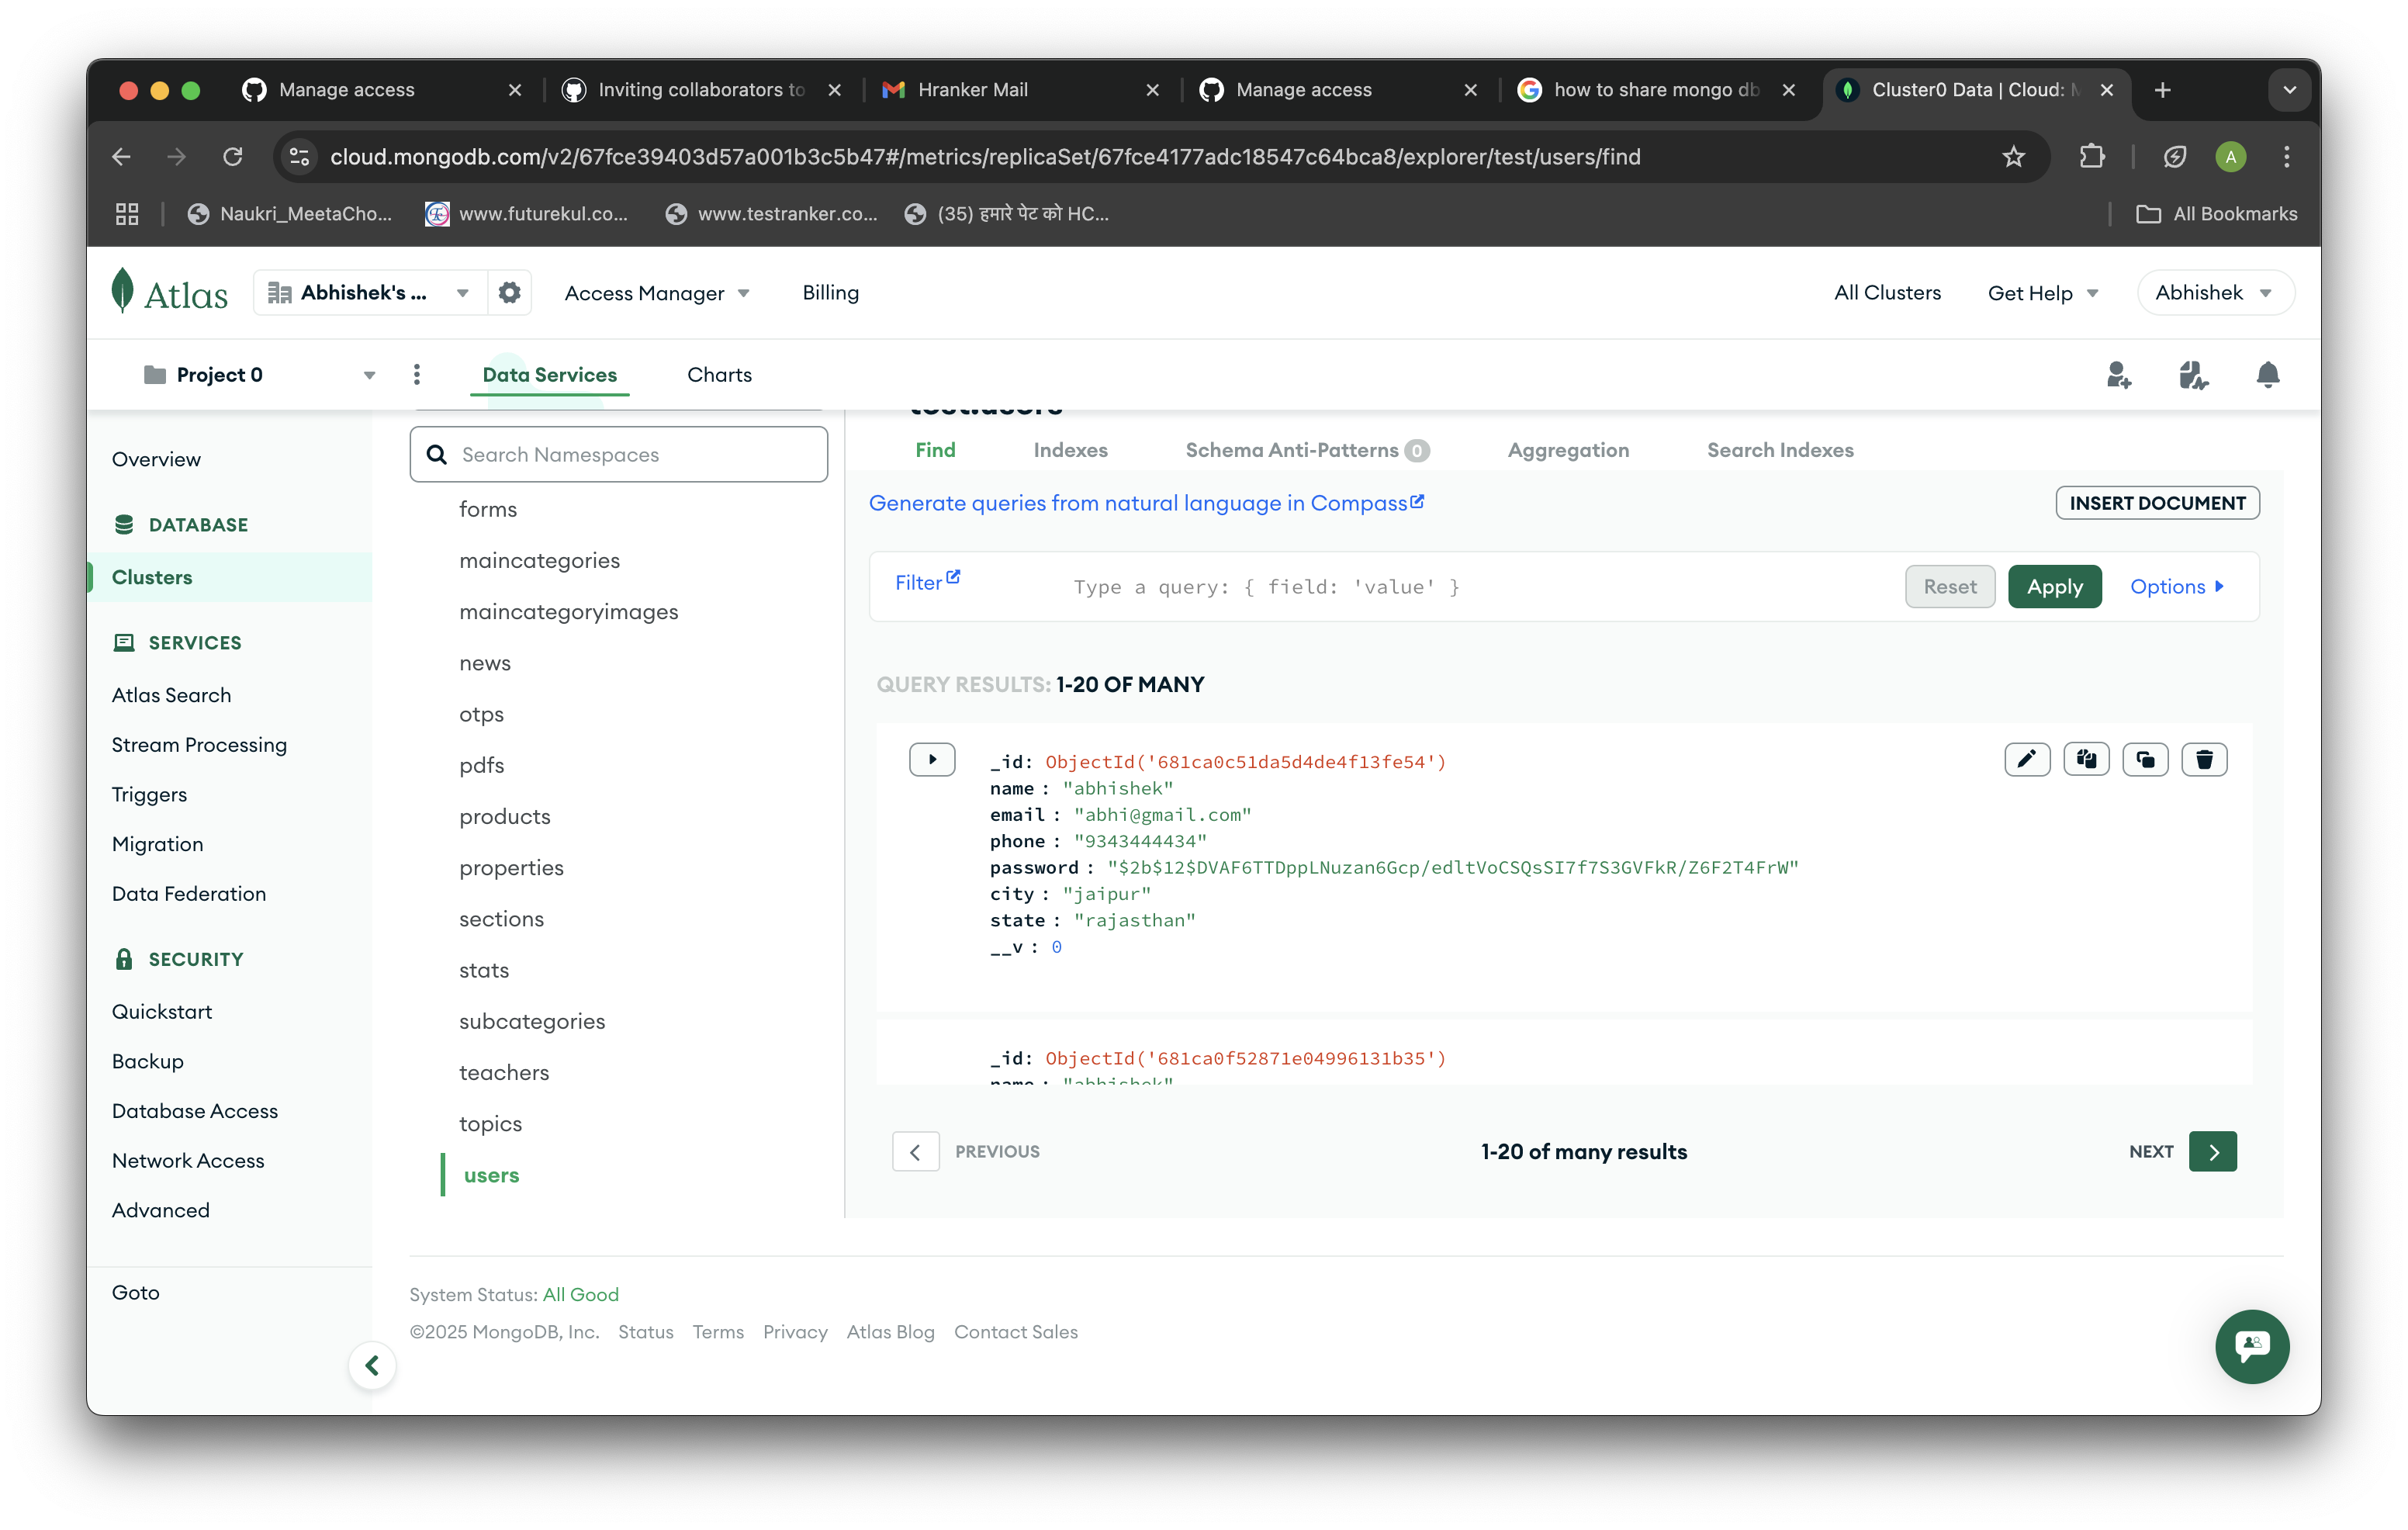 Manage access
Inviting collaborators to
Hranker Mail
Manage access
how to share mongo db
Cluster0 Data | Cloud: M
cloud.mongodb.com/v2/67fce39403d57a001b3c5b47#/metrics/replicaSet/67fce4177adc18547c64bca8/explorer/test/users/find
A
Naukri_MeetaCho...
www.futurekul.co...
www.testranker.co...
(35) हमारे पेट को HC...
All Bookmarks
Atlas
Abhishek's ...
Access Manager
Billing
All Clusters
Get Help
Abhishek
Project 0
Data Services
Charts
Overview
DATABASE
Clusters
SERVICES
Atlas Search
Stream Processing
Triggers
Migration
Data Federation
SECURITY
Quickstart
Backup
Database Access
Network Access
Advanced
Goto
Search Namespaces
forms
maincategories
maincategoryimages
news
otps
pdfs
products
properties
sections
stats
subcategories
teachers
topics
users
test.users
Find
Indexes
Schema Anti-Patterns 0
Aggregation
Search Indexes
Generate queries from natural language in Compass
INSERT DOCUMENT
Filter
Type a query: { field: 'value' }
Reset
Apply
Options
QUERY RESULTS: 1-20 OF MANY
_id: ObjectId('681ca0c51da5d4de4f13fe54')
name : "abhishek"
email : "abhi@gmail.com"
phone : "9343444434"
password : "$2b$12$DVAF6TTDppLNuzan6Gcp/edltVoCSQsSI7f7S3GVFkR/Z6F2T4FrW"
city : "jaipur"
state : "rajasthan"
__v : 0
_id: ObjectId('681ca0f52871e04996131b35')
name : "abhishek"
PREVIOUS
1-20 of many results
NEXT
System Status: All Good
©2025 MongoDB, Inc.
Status
Terms
Privacy
Atlas Blog
Contact Sales